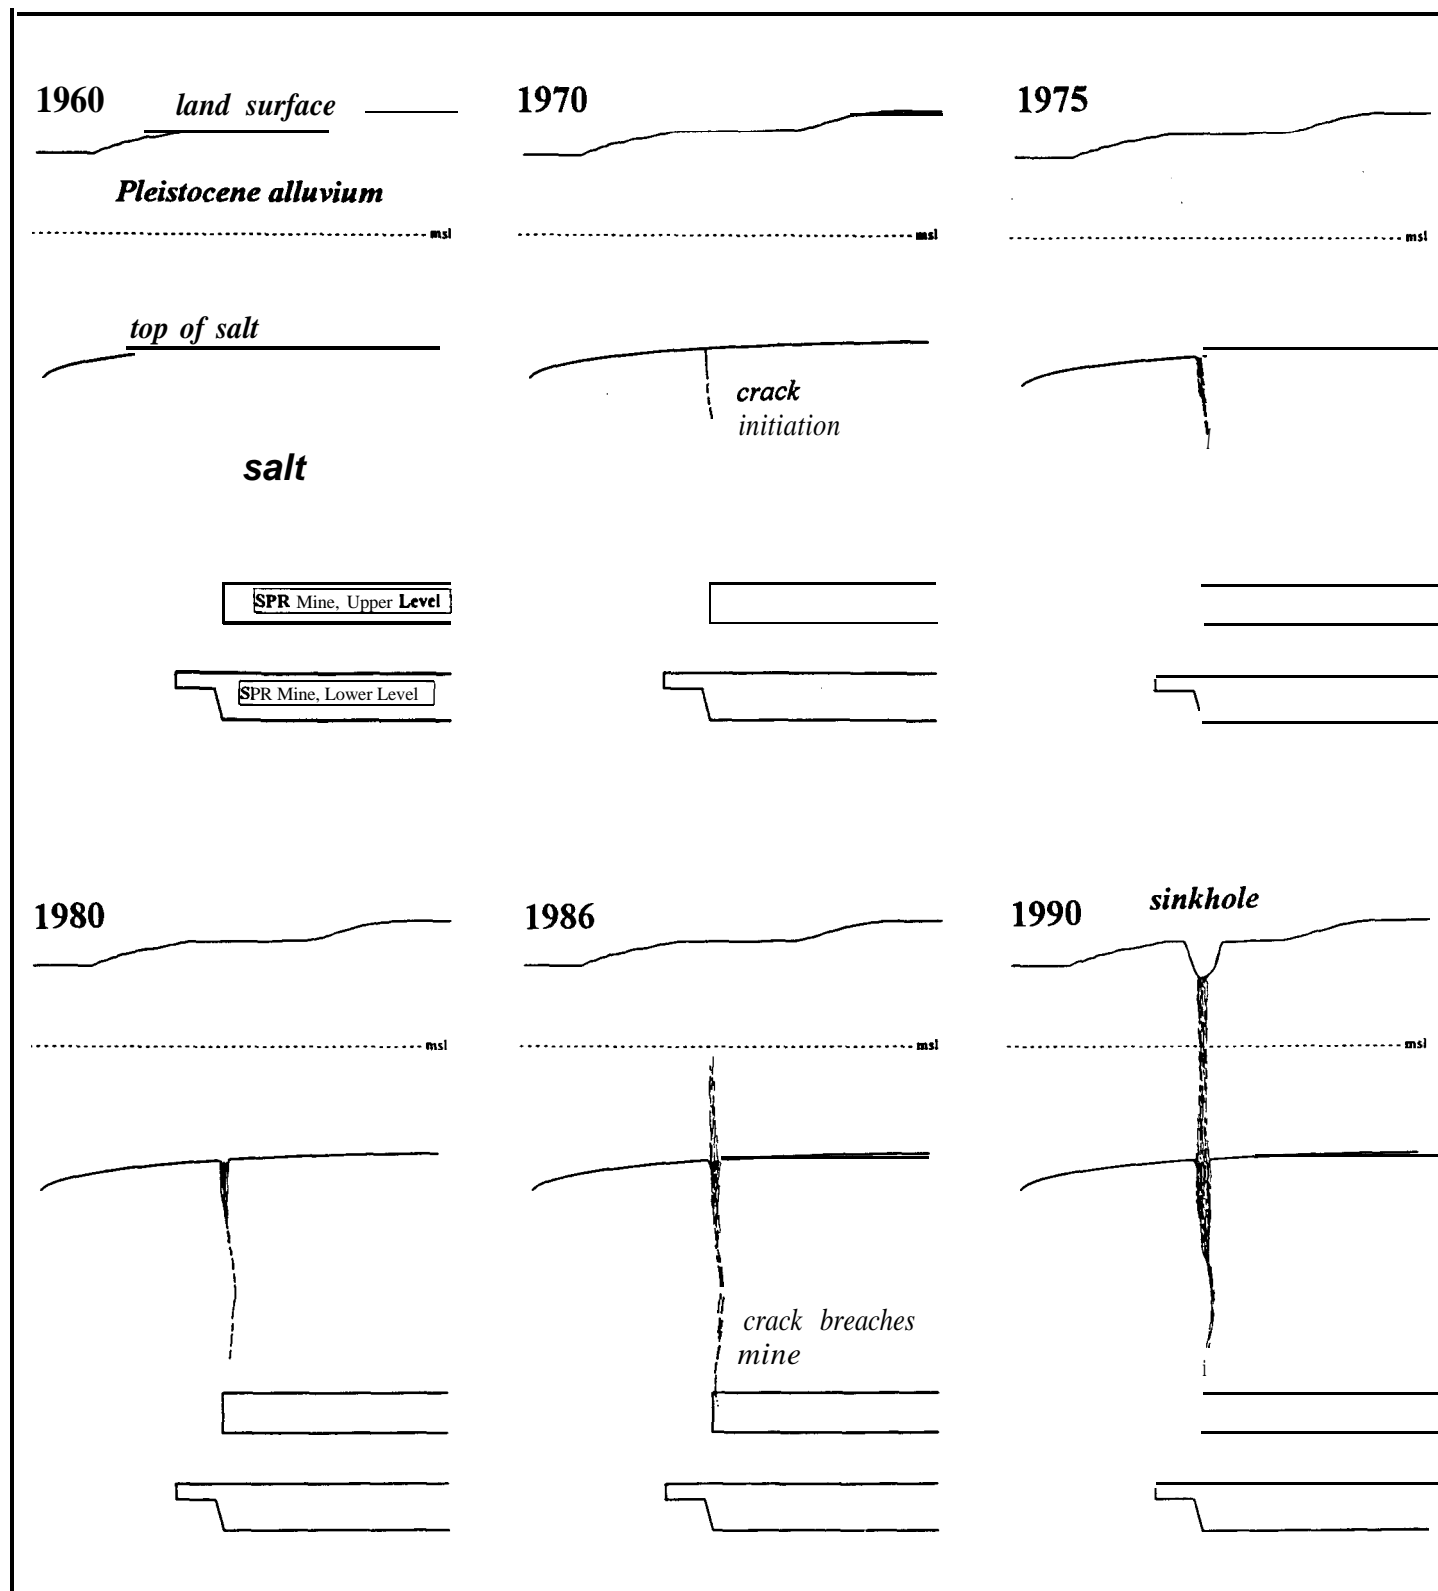 1960
land surface
Pleistocene alluvium
msl
top of salt
salt
SPR Mine, Upper Level
SPR Mine, Lower Level
1970
msl
crack
initiation
1975
msl
1980
msl
1986
msl
crack breaches
mine
1990
sinkhole
msl